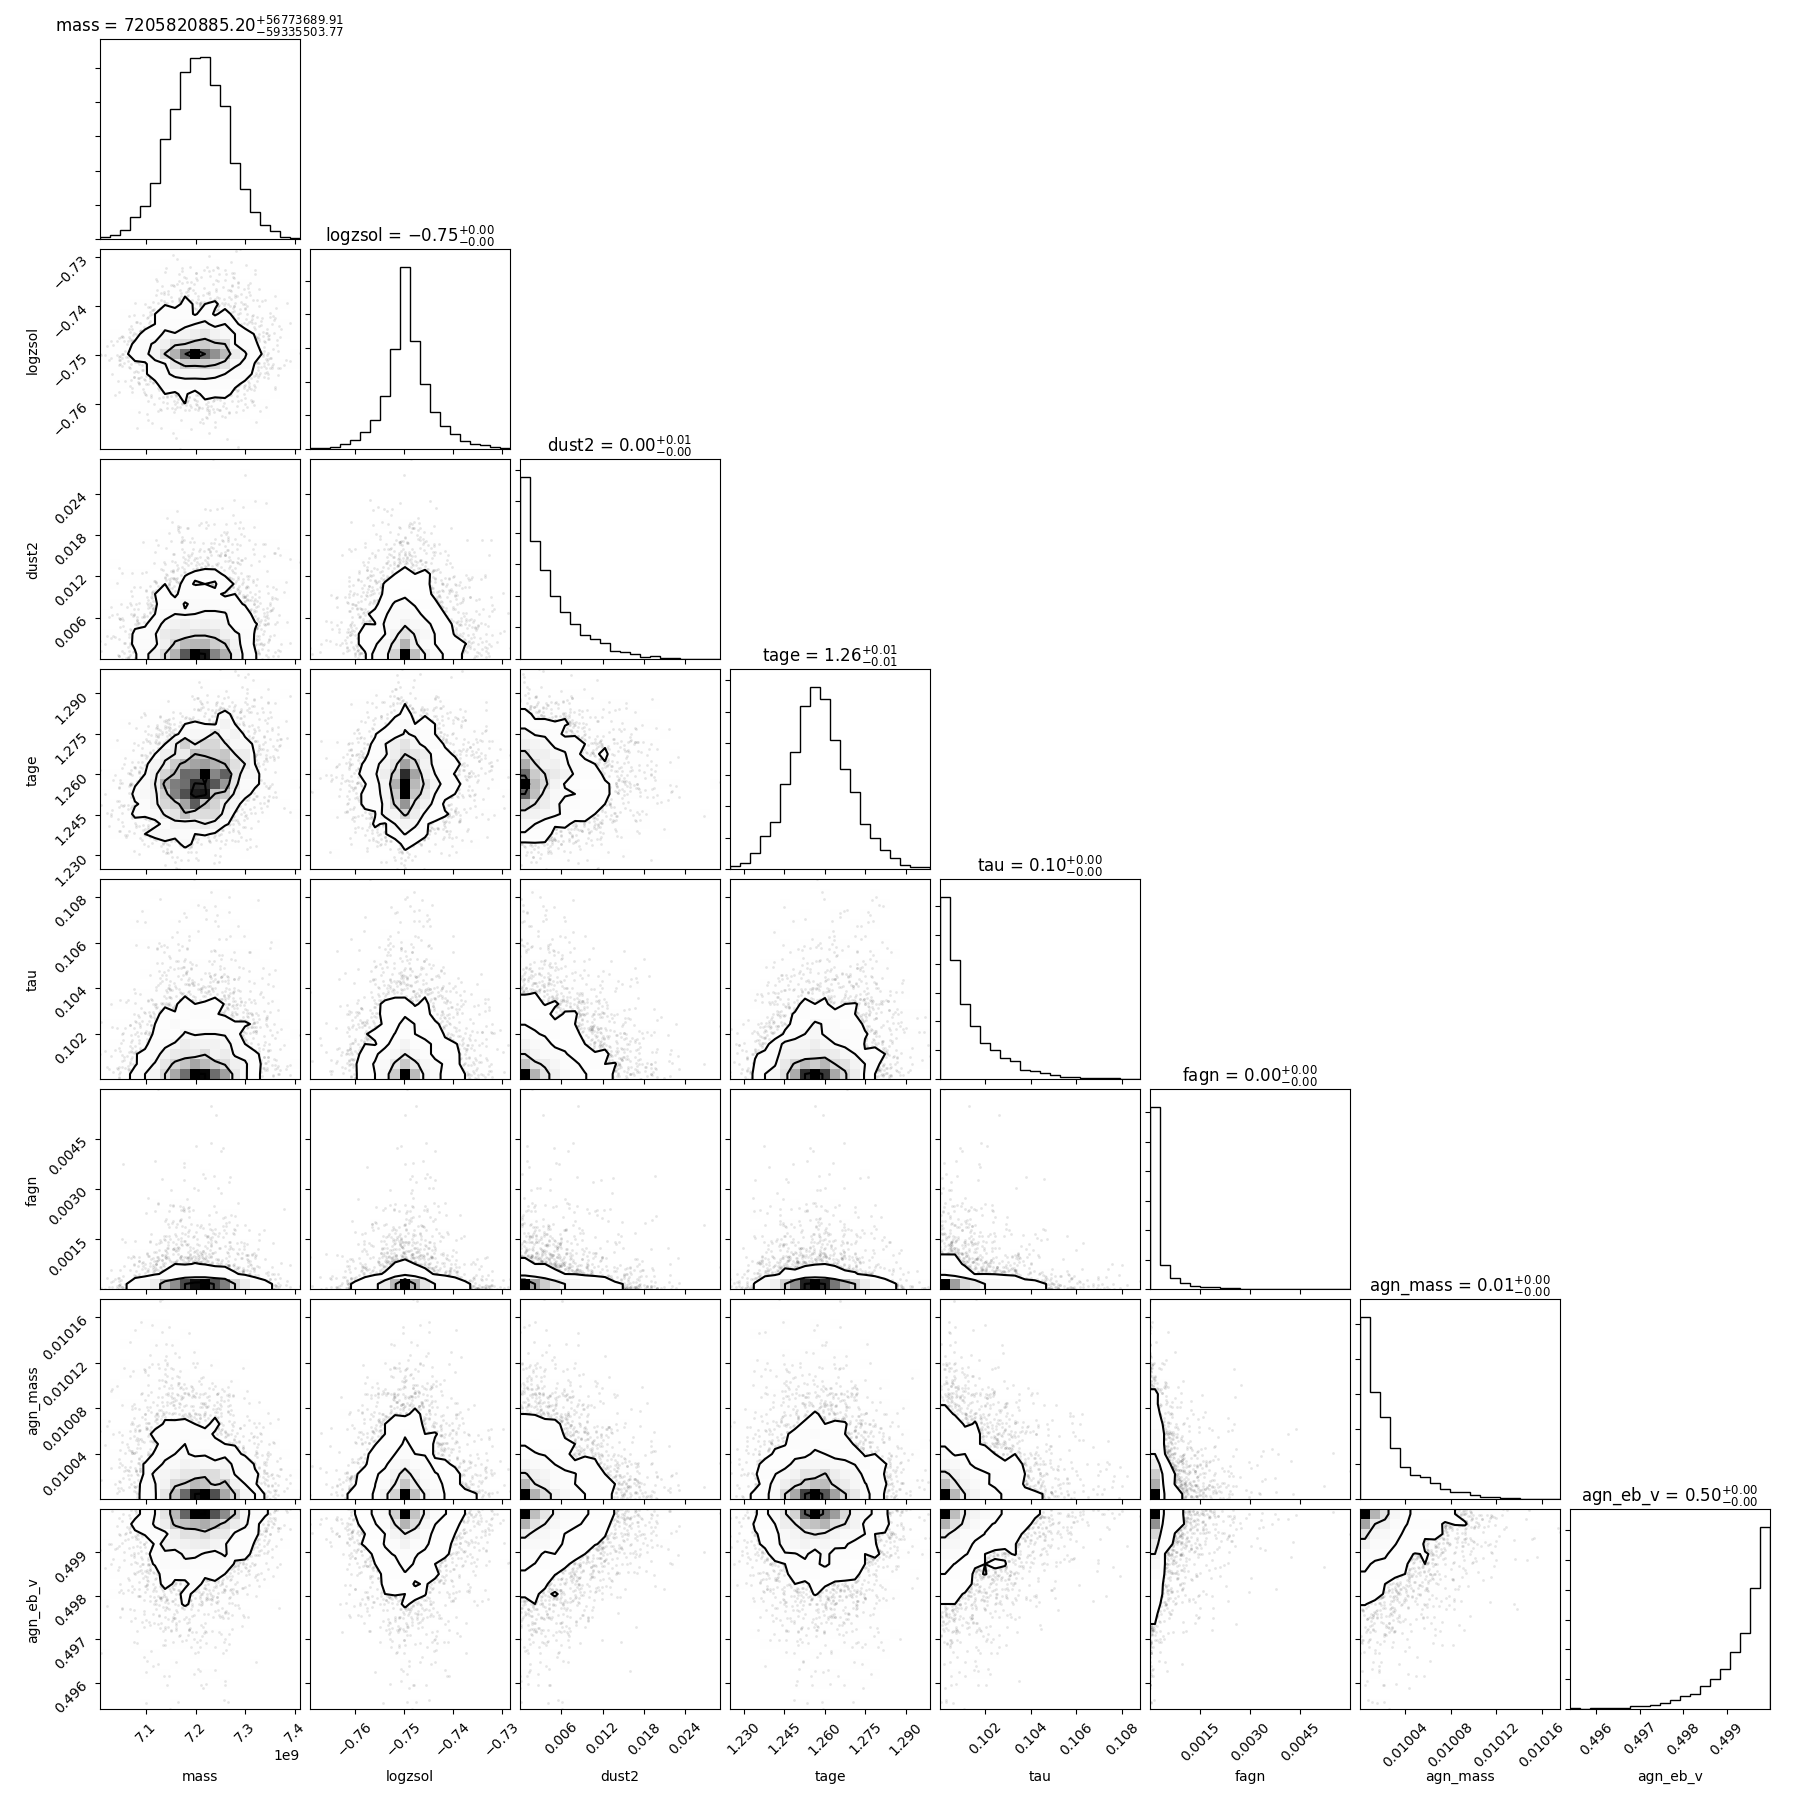 mass = 7205820885.20+56773689.91−59335503.77
logzsol = −0.75+0.00−0.00
−0.73
−0.74
−0.75
−0.76
logzsol
dust2 = 0.00+0.01−0.00
0.024
0.018
0.012
0.006
dust2
tage = 1.26+0.01−0.01
1.290
1.275
1.260
1.245
1.230
tage
tau = 0.10+0.00−0.00
0.108
0.106
0.104
0.102
tau
fagn = 0.00+0.00−0.00
0.0045
0.0030
0.0015
fagn
agn_mass = 0.01+0.00−0.00
0.01016
0.01012
0.01008
0.01004
agn_mass
agn_eb_v = 0.50+0.00−0.00
0.499
0.498
0.497
0.496
agn_eb_v
7.1 7.2 7.3 7.4 −0.76 −0.75 −0.74 −0.73 0.006 0.012 0.018 0.024 1.230 1.245 1.260 1.275 1.290 0.102 0.104 0.106 0.108 0.0015 0.0030 0.0045 0.01004 0.01008 0.01012 0.01016 0.496 0.497 0.498 0.499
1e9
mass logzsol dust2 tage tau fagn agn_mass agn_eb_v